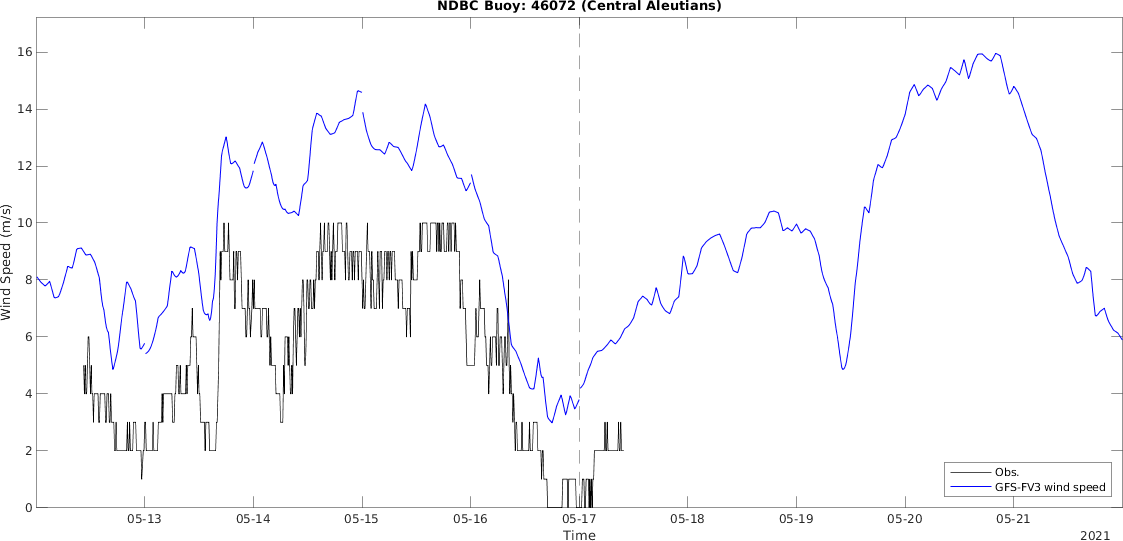 NDBC Buoy: 46072 (Central Aleutians)
Wind Speed (m/s)
16
14
12
10
8
6
4
2
0
Obs.
GFS-FV3 wind speed
05-13 05-14 05-15 05-16 05-17 05-18 05-19 05-20 05-21
Time
2021